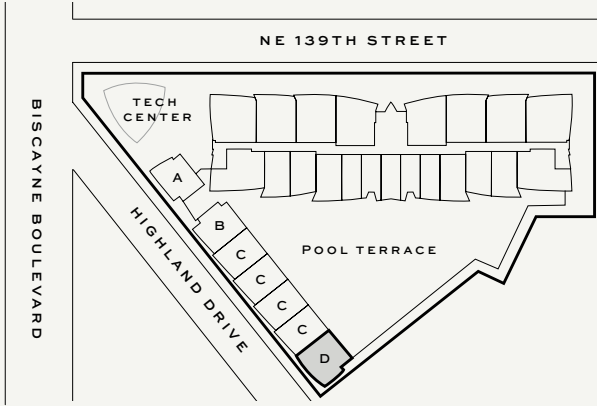 NE 139TH STREET
BISCAYNE BOULEVARD
TECH
CENTER
A
HIGHLAND DRIVE
B
POOL TERRACE
C
C
C
C
D